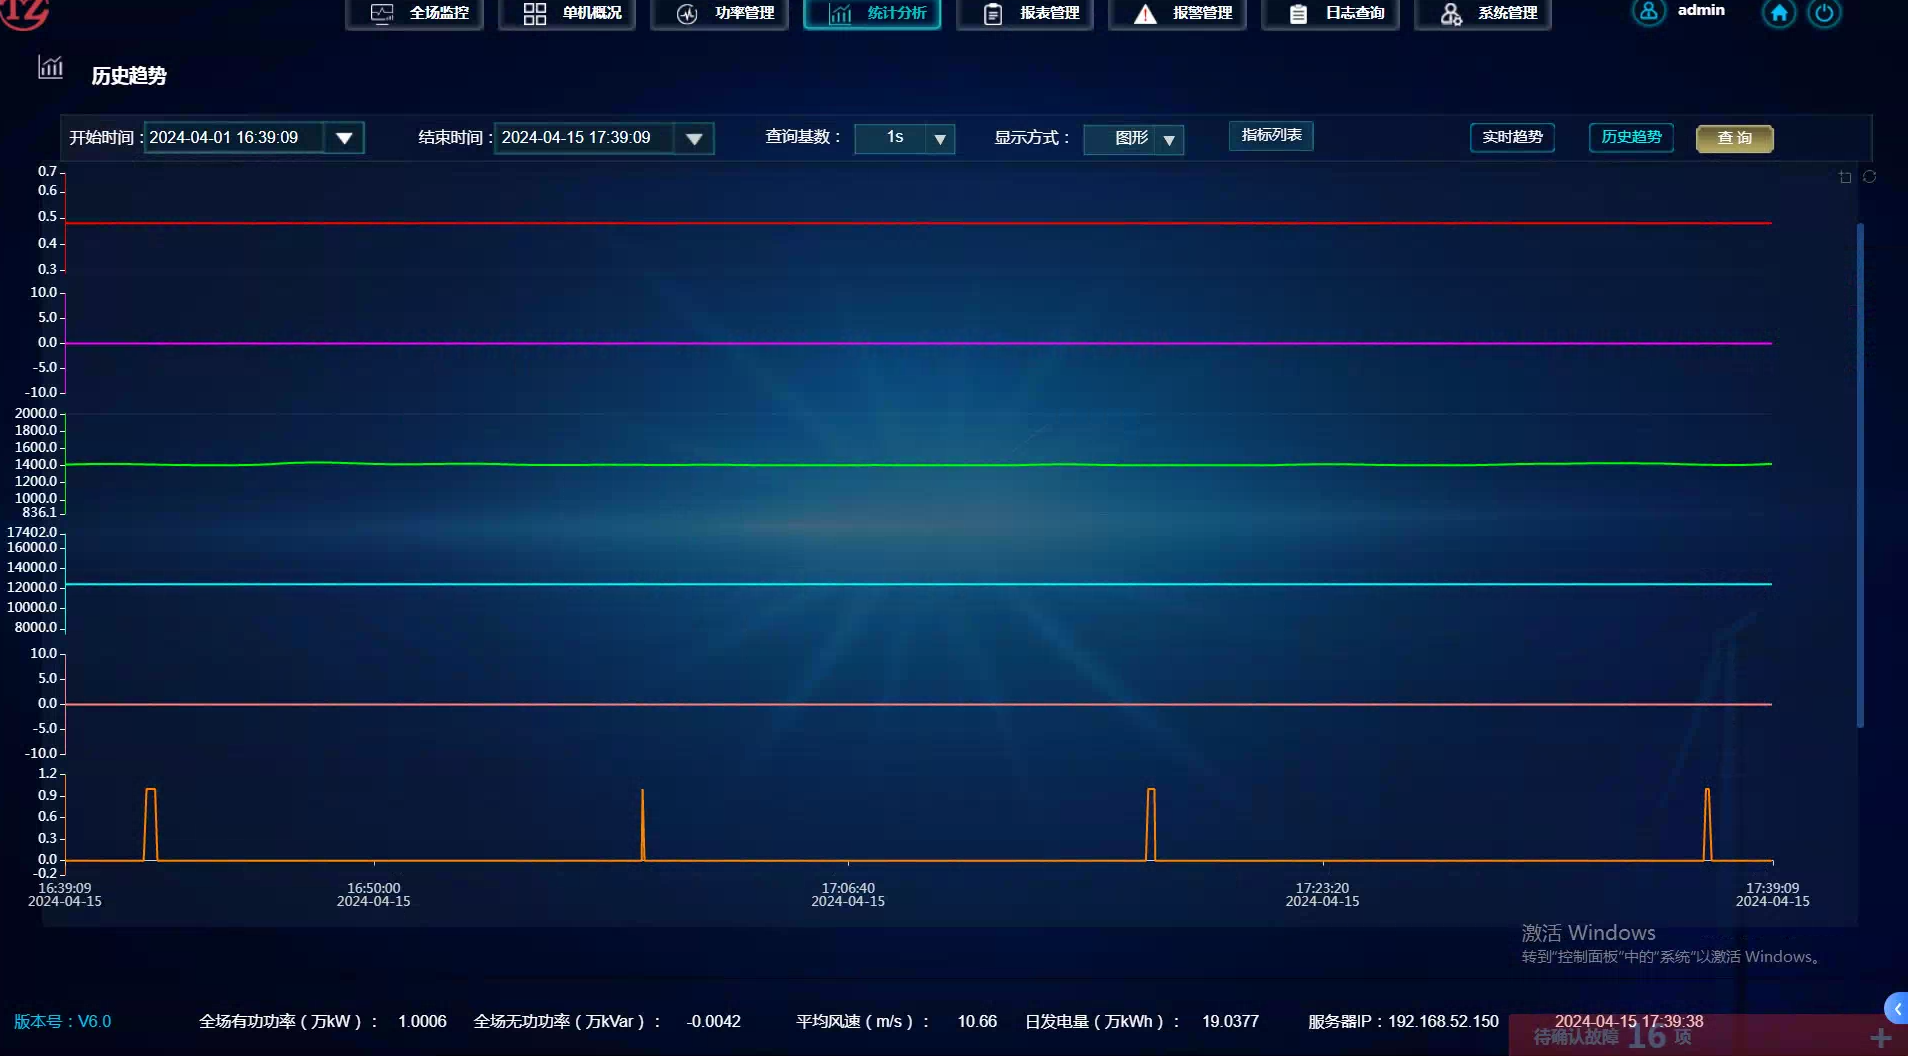 TZ
全场监控
单机概况
功率管理
统计分析
报表管理
报警管理
日志查询
系统管理
admin
历史趋势
开始时间：2024-04-01 16:39:09
结束时间：2024-04-15 17:39:09
查询基数： 1s
显示方式： 图形
指标列表
实时趋势
历史趋势
查 询
0.7
0.6
0.5
0.4
0.3
10.0
5.0
0.0
-5.0
-10.0
2000.0
1800.0
1600.0
1400.0
1200.0
1000.0
836.1
17402.0
16000.0
14000.0
12000.0
10000.0
8000.0
10.0
5.0
0.0
-5.0
-10.0
1.2
0.9
0.6
0.3
0.0
-0.2
16:39:09
2024-04-15
16:50:00
2024-04-15
17:06:40
2024-04-15
17:23:20
2024-04-15
17:39:09
2024-04-15
激活 Windows
转到"控制面板"中的"系统"以激活 Windows。
版本号：V6.0
全场有功功率（万kW）： 1.0006
全场无功功率（万kVar）： -0.0042
平均风速（m/s）： 10.66
日发电量（万kWh）： 19.0377
服务器IP：192.168.52.150
2024-04-15 17:39:38
待确认故障 16 项